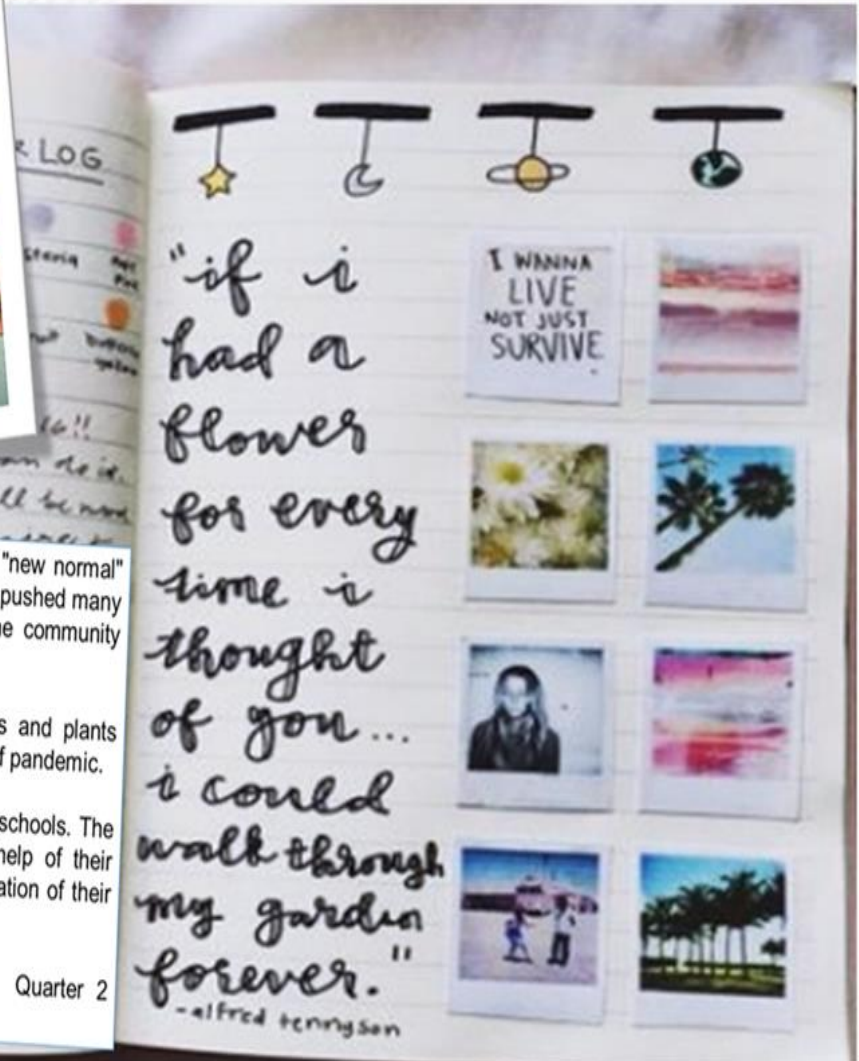 LOG
"if i
had a
flower
for every
time i
thought
of you...
i could
walk through
my garden
forever."
-alfred tennyson
I WANNA
LIVE
NOT JUST
SURVIVE.
"new normal"
pushed many
community
and plants
pandemic.
schools. The
help of their
of their
Quarter 2